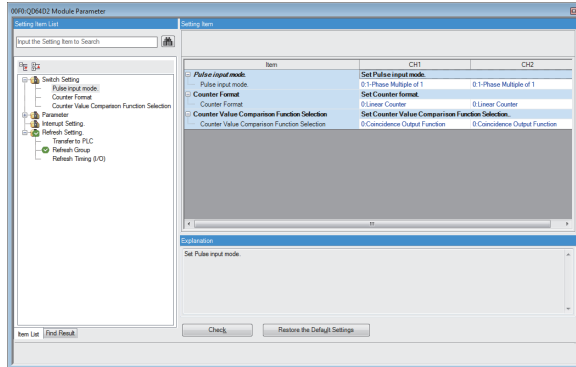 00F0:QD64D2 Module Parameter
Setting Item List
Setting Item
Input the Setting Item to Search
Item CH1 CH2
Switch Setting
Pulse input mode.
Counter Format
Counter Value Comparison Function Selection
Parameter
Interrupt Setting.
Refresh Setting.
Transfer to PLC
Refresh Group
Refresh Timing (I/O)
Pulse input mode. Set Pulse input mode.
Pulse input mode. 0:1-Phase Multiple of 1 0:1-Phase Multiple of 1
Counter Format Set Counter format.
Counter Format 0:Linear Counter 0:Linear Counter
Counter Value Comparison Function Selection Set Counter Value Comparison Function Selection..
Counter Value Comparison Function Selection 0:Coincidence Output Function 0:Coincidence Output Function
Explanation
Set Pulse input mode.
Item List Find Result
Check Restore the Default Settings